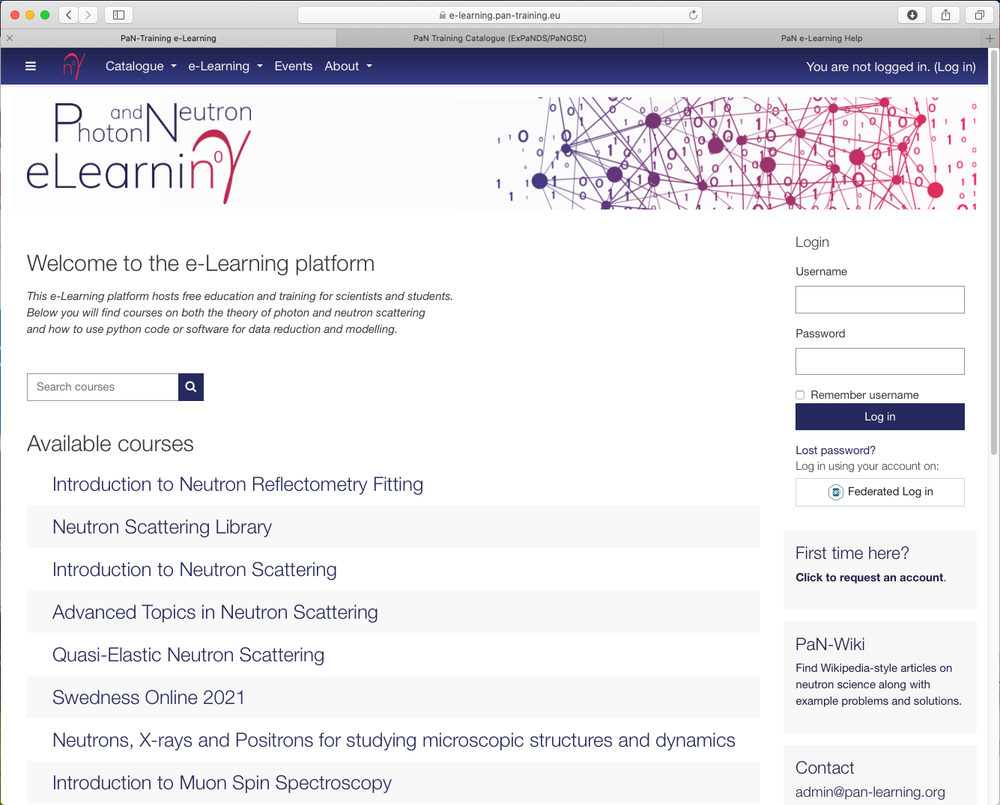 e-learning.pan-training.eu
PaN-Training e-Learning
PaN Training Catalogue (ExPaNDS/PaNOSC)
PaN e-Learning Help
Catalogue
e-Learning
Events
About
You are not logged in. (Log in)
Photon and Neutron
eLearning
Welcome to the e-Learning platform
This e-Learning platform hosts free education and training for scientists and students.
Below you will find courses on both the theory of photon and neutron scattering
and how to use python code or software for data reduction and modelling.
Search courses
Available courses
Introduction to Neutron Reflectometry Fitting
Neutron Scattering Library
Introduction to Neutron Scattering
Advanced Topics in Neutron Scattering
Quasi-Elastic Neutron Scattering
Swedness Online 2021
Neutrons, X-rays and Positrons for studying microscopic structures and dynamics
Introduction to Muon Spin Spectroscopy
Login
Username
Password
Remember username
Log in
Lost password?
Log in using your account on:
Federated Log in
First time here?
Click to request an account.
PaN-Wiki
Find Wikipedia-style articles on
neutron science along with
example problems and solutions.
Contact
admin@pan-learning.org